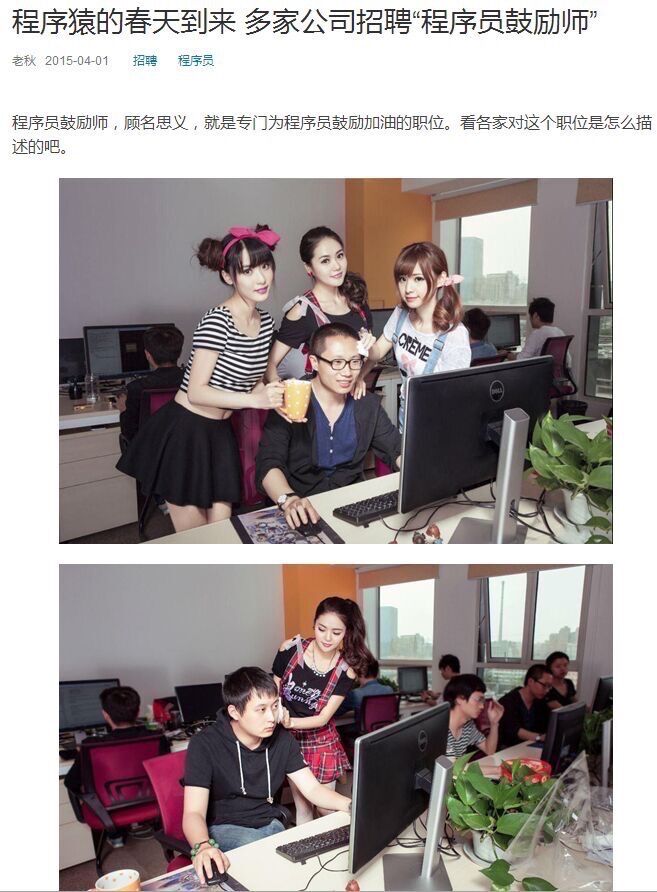 程序猿的春天到来 多家公司招聘“程序员鼓励师”
老秋 2015-04-01 招聘 程序员
程序员鼓励师，顾名思义，就是专门为程序员鼓励加油的职位。看各家对这个职位是怎么描
述的吧。
CRÈME
DELL
DELL